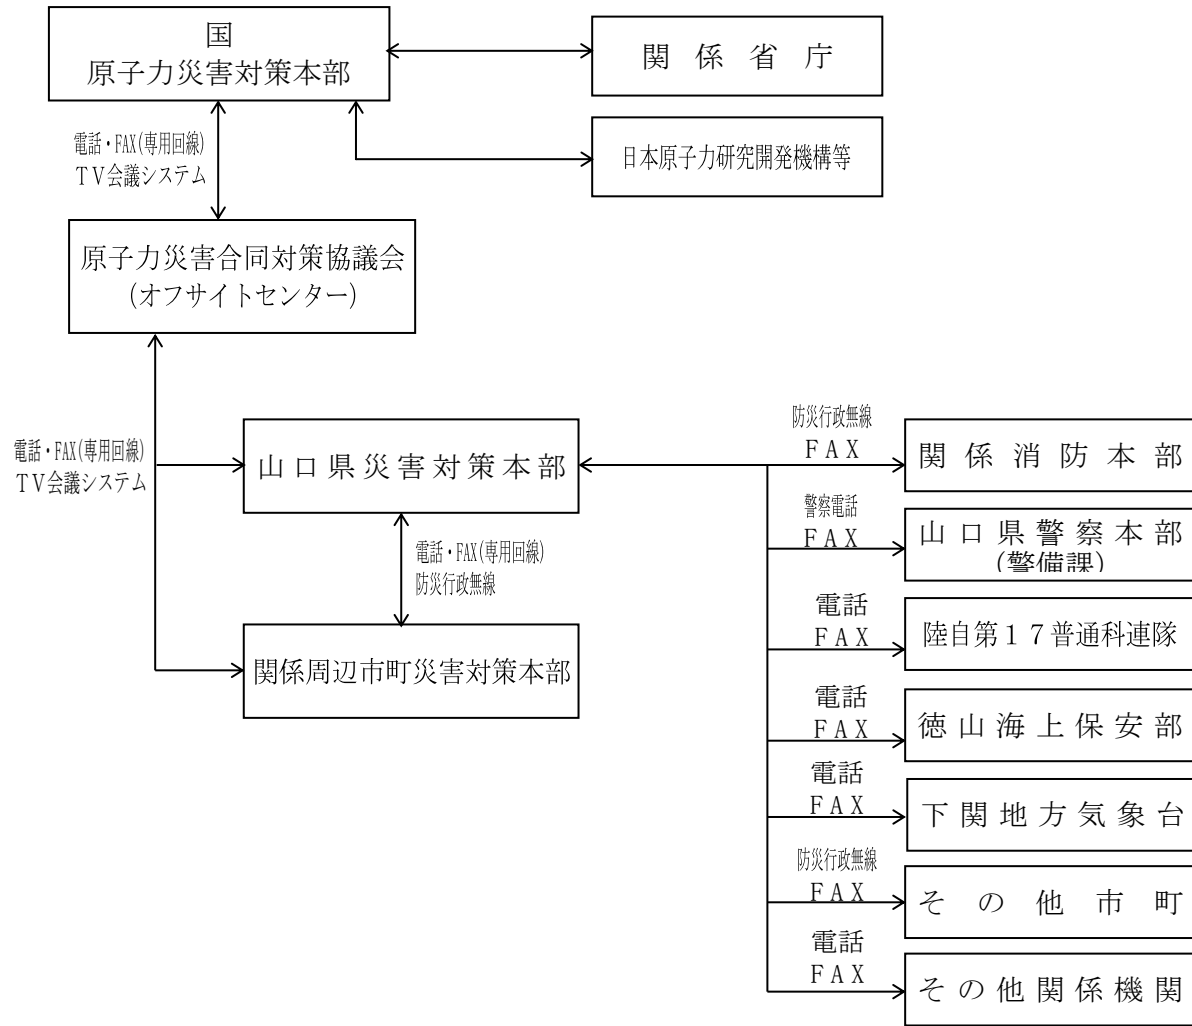 国
原子力災害対策本部
関係省庁
電話・FAX(専用回線)
ＴＶ会議システム
日本原子力研究開発機構等
原子力災害合同対策協議会
(オフサイトセンター)
電話・FAX(専用回線)
ＴＶ会議システム
山口県災害対策本部
防災行政無線
ＦＡＸ
関係消防本部
警察電話
ＦＡＸ
山口県警察本部
(警備課)
電話・FAX(専用回線)
防災行政無線
電話
ＦＡＸ
陸自第１７普通科連隊
関係周辺市町災害対策本部
電話
ＦＡＸ
徳山海上保安部
電話
ＦＡＸ
下関地方気象台
防災行政無線
ＦＡＸ
その他市町
電話
ＦＡＸ
その他関係機関